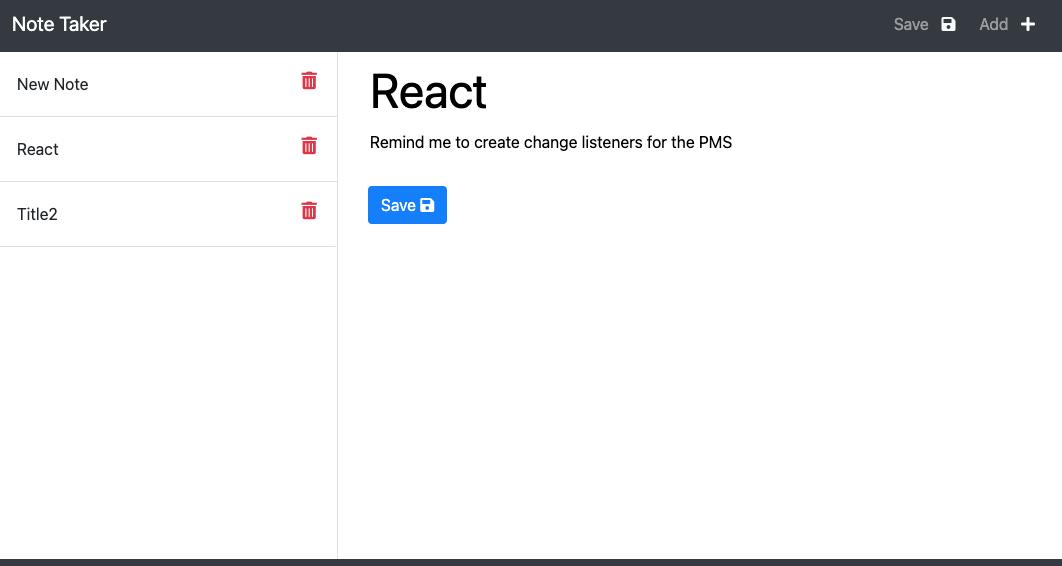 Note Taker
Save
Add
New Note
React
Title2
React
Remind me to create change listeners for the PMS
Save